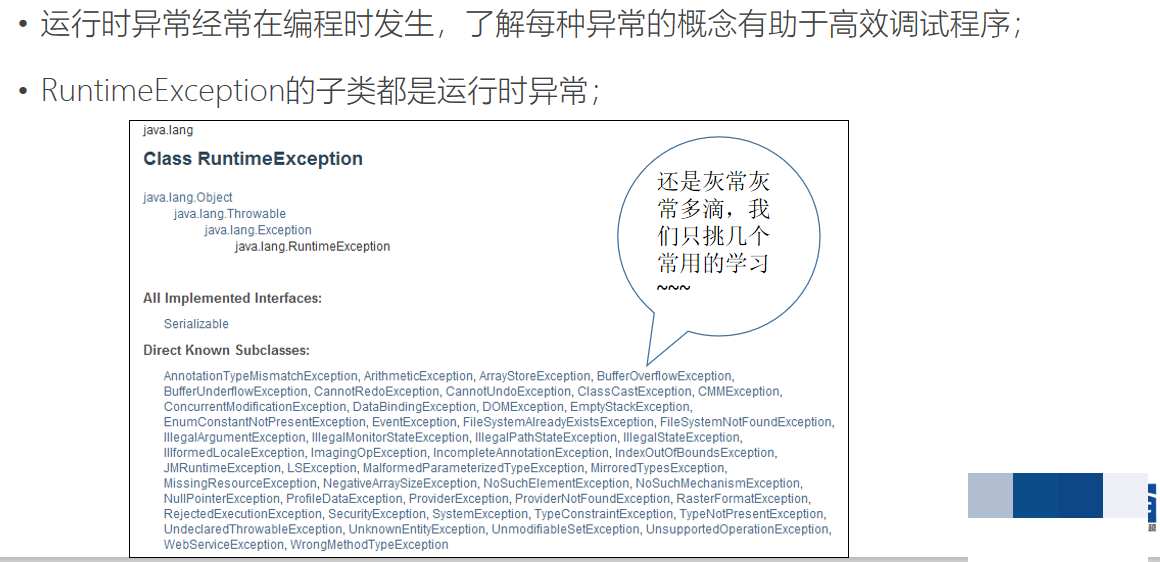 • 运行时异常经常在编程时发生，了解每种异常的概念有助于高效调试程序；
• RuntimeException的子类都是运行时异常；
java.lang
Class RuntimeException
java.lang.Object
java.lang.Throwable
java.lang.Exception
java.lang.RuntimeException
还是灰常灰
常多滴，我
们只挑几个
常用的学习
~~~
All Implemented Interfaces:
Serializable
Direct Known Subclasses:
AnnotationTypeMismatchException, ArithmeticException, ArrayStoreException, BufferOverflowException,
BufferUnderflowException, CannotRedoException, CannotUndoException, ClassCastException, CMMException,
ConcurrentModificationException, DataBindingException, DOMException, EmptyStackException,
EnumConstantNotPresentException, EventException, FileSystemAlreadyExistsException, FileSystemNotFoundException,
IllegalArgumentException, IllegalMonitorStateException, IllegalPathStateException, IllegalStateException,
IllformedLocaleException, ImagingOpException, IncompleteAnnotationException, IndexOutOfBoundsException,
JMRuntimeException, LSException, MalformedParameterizedTypeException, MirroredTypesException,
MissingResourceException, NegativeArraySizeException, NoSuchElementException, NoSuchMechanismException,
NullPointerException, ProfileDataException, ProviderException, ProviderNotFoundException, RasterFormatException,
RejectedExecutionException, SecurityException, SystemException, TypeConstraintException, TypeNotPresentException,
UndeclaredThrowableException, UnknownEntityException, UnmodifiableSetException, UnsupportedOperationException,
WebServiceException, WrongMethodTypeException